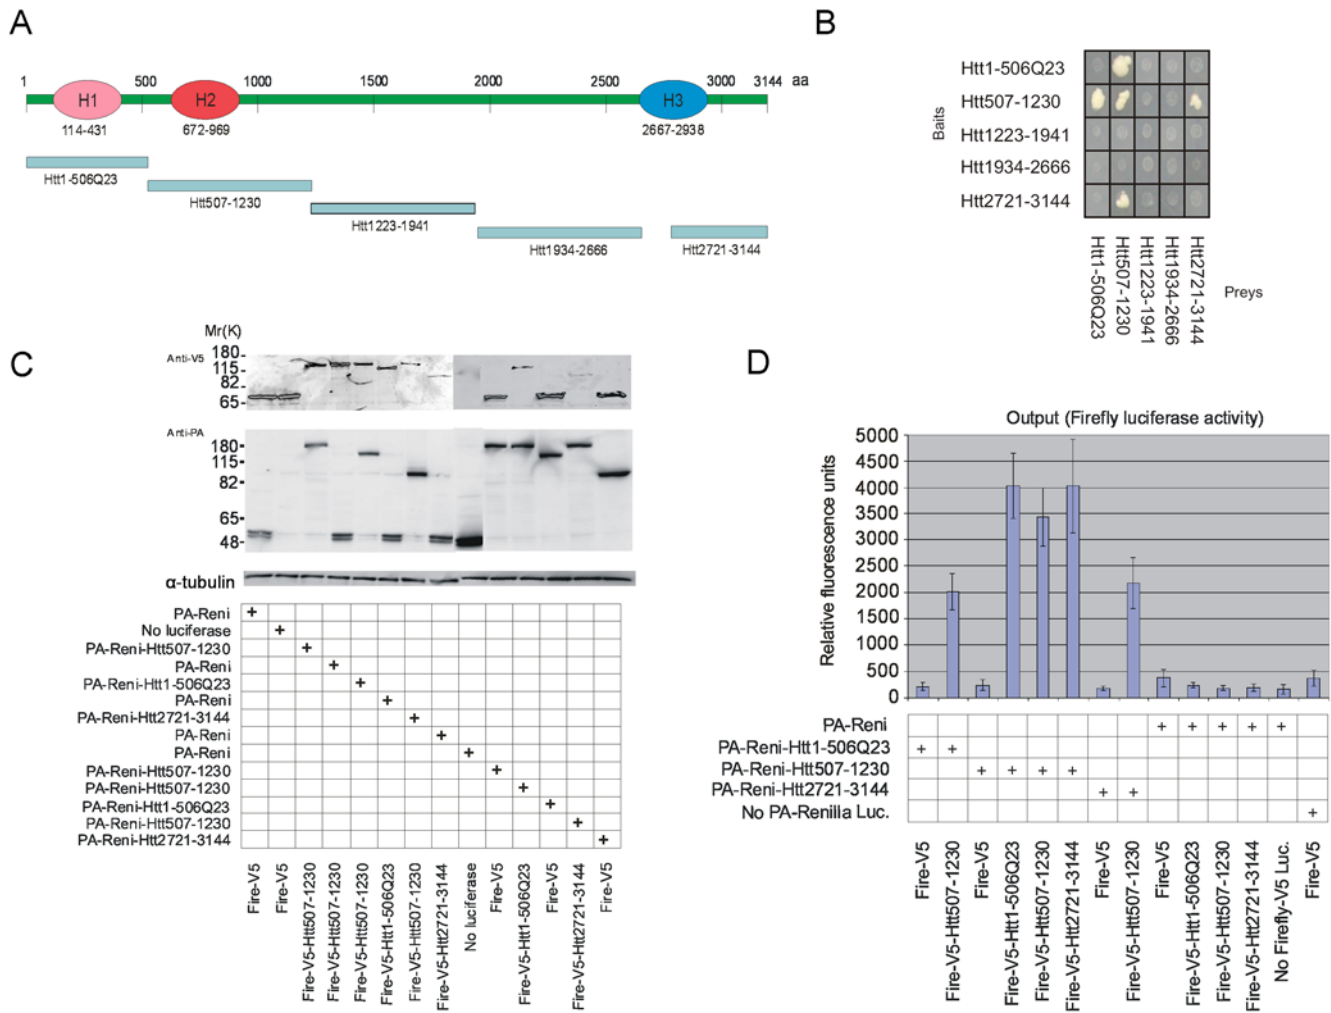 A
1 500 1000 1500 2000 2500 3000 3144 aa
H1 H2 H3
114-431 672-969 2667-2938
Htt1-506Q23
Htt507-1230
Htt1223-1941
Htt1934-2666
Htt2721-3144
B
Baits
Htt1-506Q23
Htt507-1230
Htt1223-1941
Htt1934-2666
Htt2721-3144
Htt1-506Q23
Htt507-1230
Htt1223-1941
Htt1934-2666
Htt2721-3144
Preys
C
Mr(K)
Anti-V5
180-
115-
82-
65-
Anti-PA
180-
115-
82-
65-
48-
α-tubulin
PA-Reni +
No luciferase +
PA-Reni-Htt507-1230 +
PA-Reni +
PA-Reni-Htt1-506Q23 +
PA-Reni +
PA-Reni-Htt2721-3144 +
PA-Reni +
PA-Reni +
PA-Reni-Htt507-1230 +
PA-Reni-Htt507-1230 +
PA-Reni-Htt1-506Q23 +
PA-Reni-Htt507-1230 +
PA-Reni-Htt2721-3144 +
Fire-V5
Fire-V5
Fire-V5-Htt507-1230
Fire-V5-Htt507-1230
Fire-V5-Htt507-1230
Fire-V5-Htt1-506Q23
Fire-V5-Htt507-1230
Fire-V5-Htt2721-3144
No luciferase
Fire-V5
Fire-V5-Htt1-506Q23
Fire-V5
Fire-V5-Htt2721-3144
Fire-V5
D
Output (Firefly luciferase activity)
Relative fluorescence units
5000
4500
4000
3500
3000
2500
2000
1500
1000
500
0
PA-Reni + + + + +
PA-Reni-Htt1-506Q23 + +
PA-Reni-Htt507-1230 + + + +
PA-Reni-Htt2721-3144 + +
No PA-Renilla Luc. +
Fire-V5
Fire-V5-Htt507-1230
Fire-V5
Fire-V5-Htt1-506Q23
Fire-V5-Htt507-1230
Fire-V5-Htt2721-3144
Fire-V5
Fire-V5-Htt507-1230
Fire-V5
Fire-V5-Htt1-506Q23
Fire-V5-Htt507-1230
Fire-V5-Htt2721-3144
No Firefly-V5 Luc.
Fire-V5